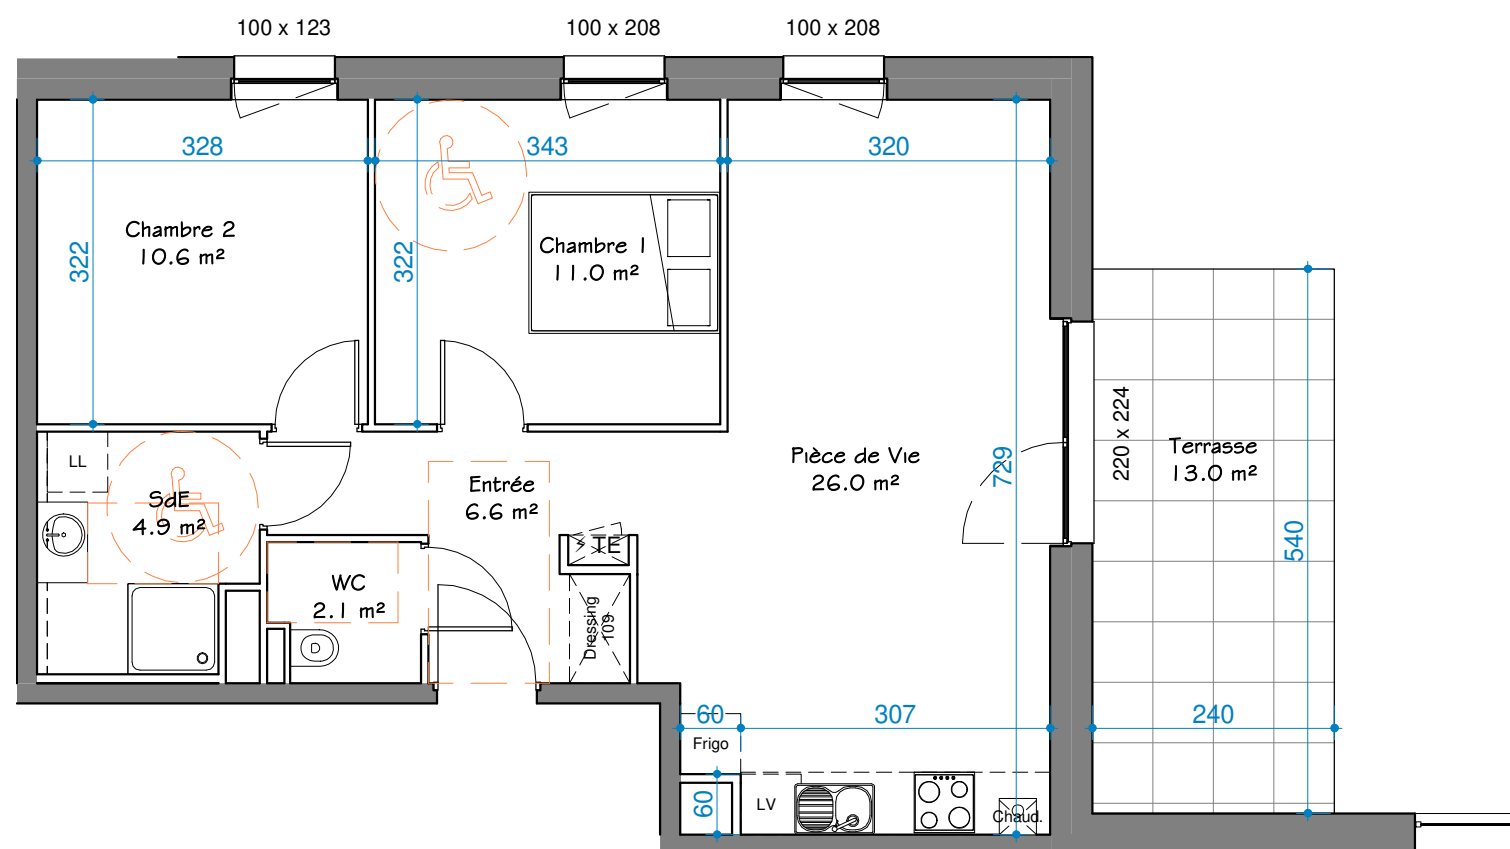 100 x 123
100 x 208
100 x 208
328
343
320
322
Chambre 2
10.6 m²
322
Chambre 1
11.0 m²
LL
SdE
4.9 m²
Entrée
6.6 m²
Pièce de Vie
26.0 m²
729
220 x 224
Terrasse
13.0 m²
540
TE
WC
2.1 m²
Dressing
109
60
307
240
Frigo
60
LV
Chaud.